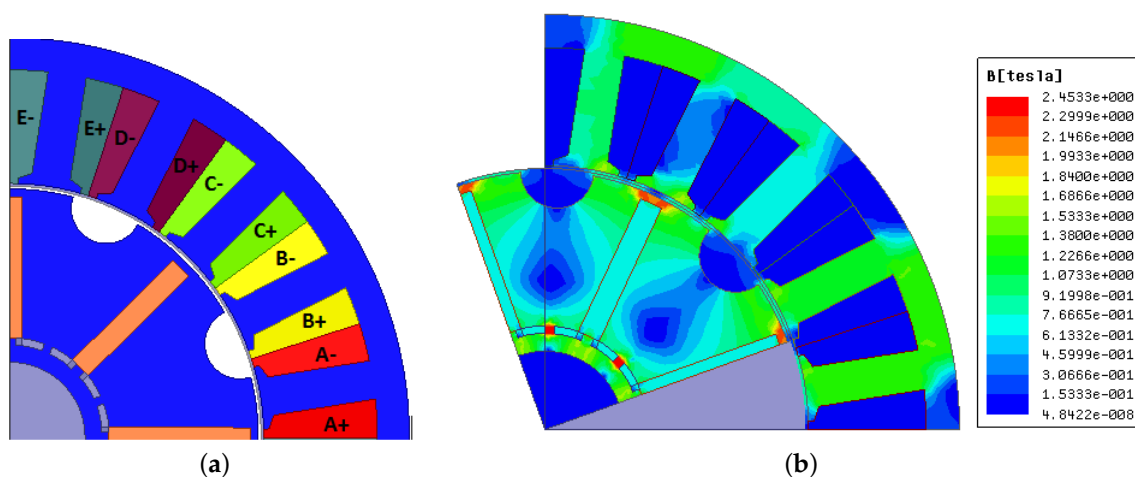 E-
E+
D-
D+
C-
C+
B-
B+
A-
A+
(a)
(b)
B[tesla]
2.4533e+000
2.2999e+000
2.1466e+000
1.9933e+000
1.8400e+000
1.6866e+000
1.5333e+000
1.3800e+000
1.2266e+000
1.0733e+000
9.1998e-001
7.6665e-001
6.1332e-001
4.5999e-001
3.0666e-001
1.5333e-001
4.8422e-008